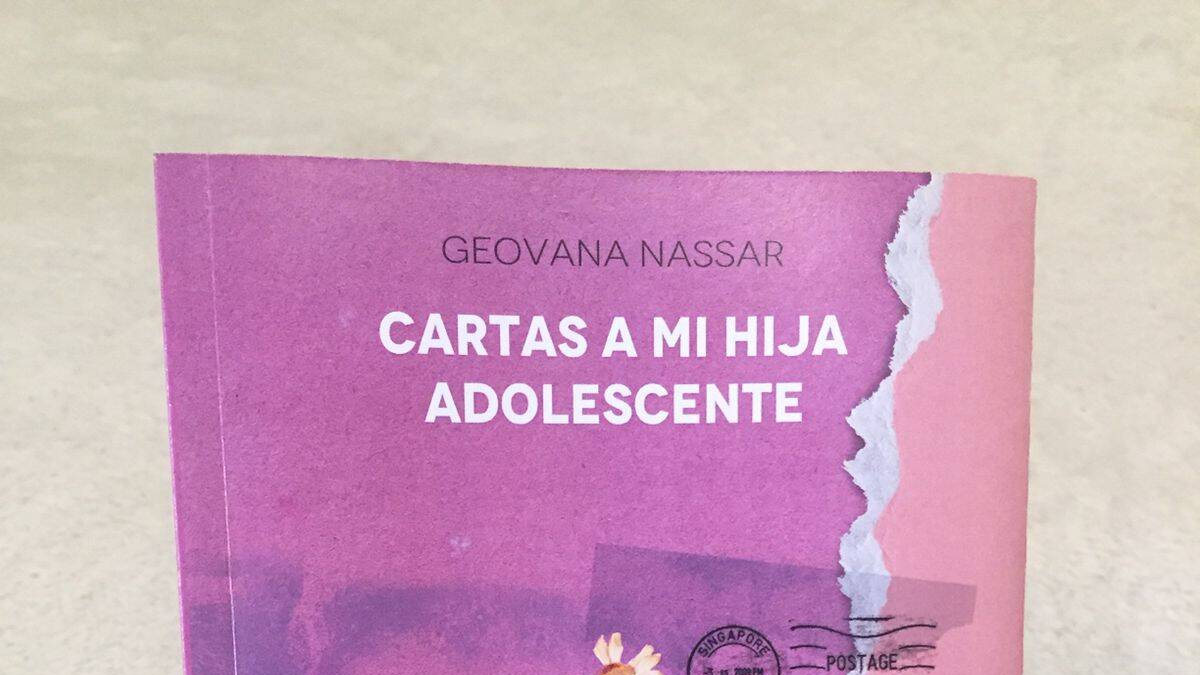 GEOVANA NASSAR
CARTAS A MI HIJA
ADOLESCENTE
SINGAPORE
POSTAGE